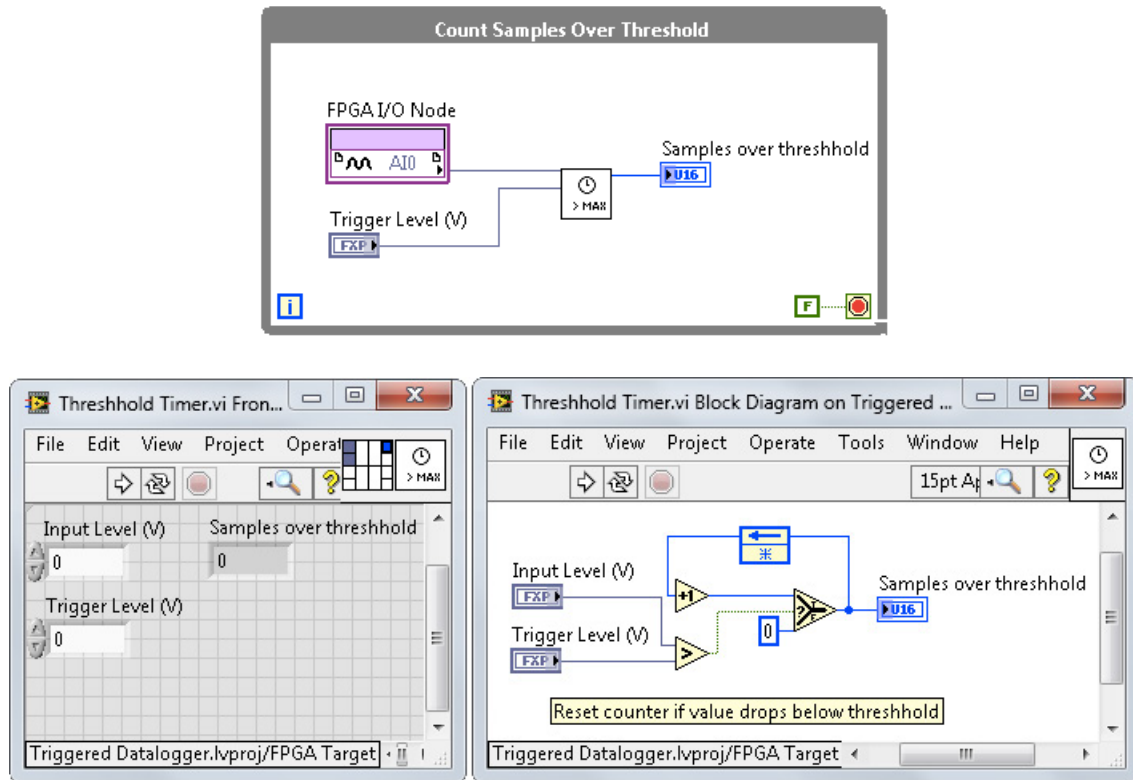 Count Samples Over Threshold
FPGA I/O Node
AI0
Samples over threshhold
U16
> MAX
Trigger Level (V)
FXP
i
F
Threshhold Timer.vi Fron...
File Edit View Project Operat
> MAX
Input Level (V)
Samples over threshhold
0
0
Trigger Level (V)
0
Triggered Datalogger.lvproj/FPGA Target
Threshhold Timer.vi Block Diagram on Triggered ...
File Edit View Project Operate Tools Window Help
15pt Ap
> MAX
Input Level (V)
FXP
+1
Samples over threshhold
U16
? T F
0
Trigger Level (V)
FXP
>
Reset counter if value drops below threshhold
Triggered Datalogger.lvproj/FPGA Target